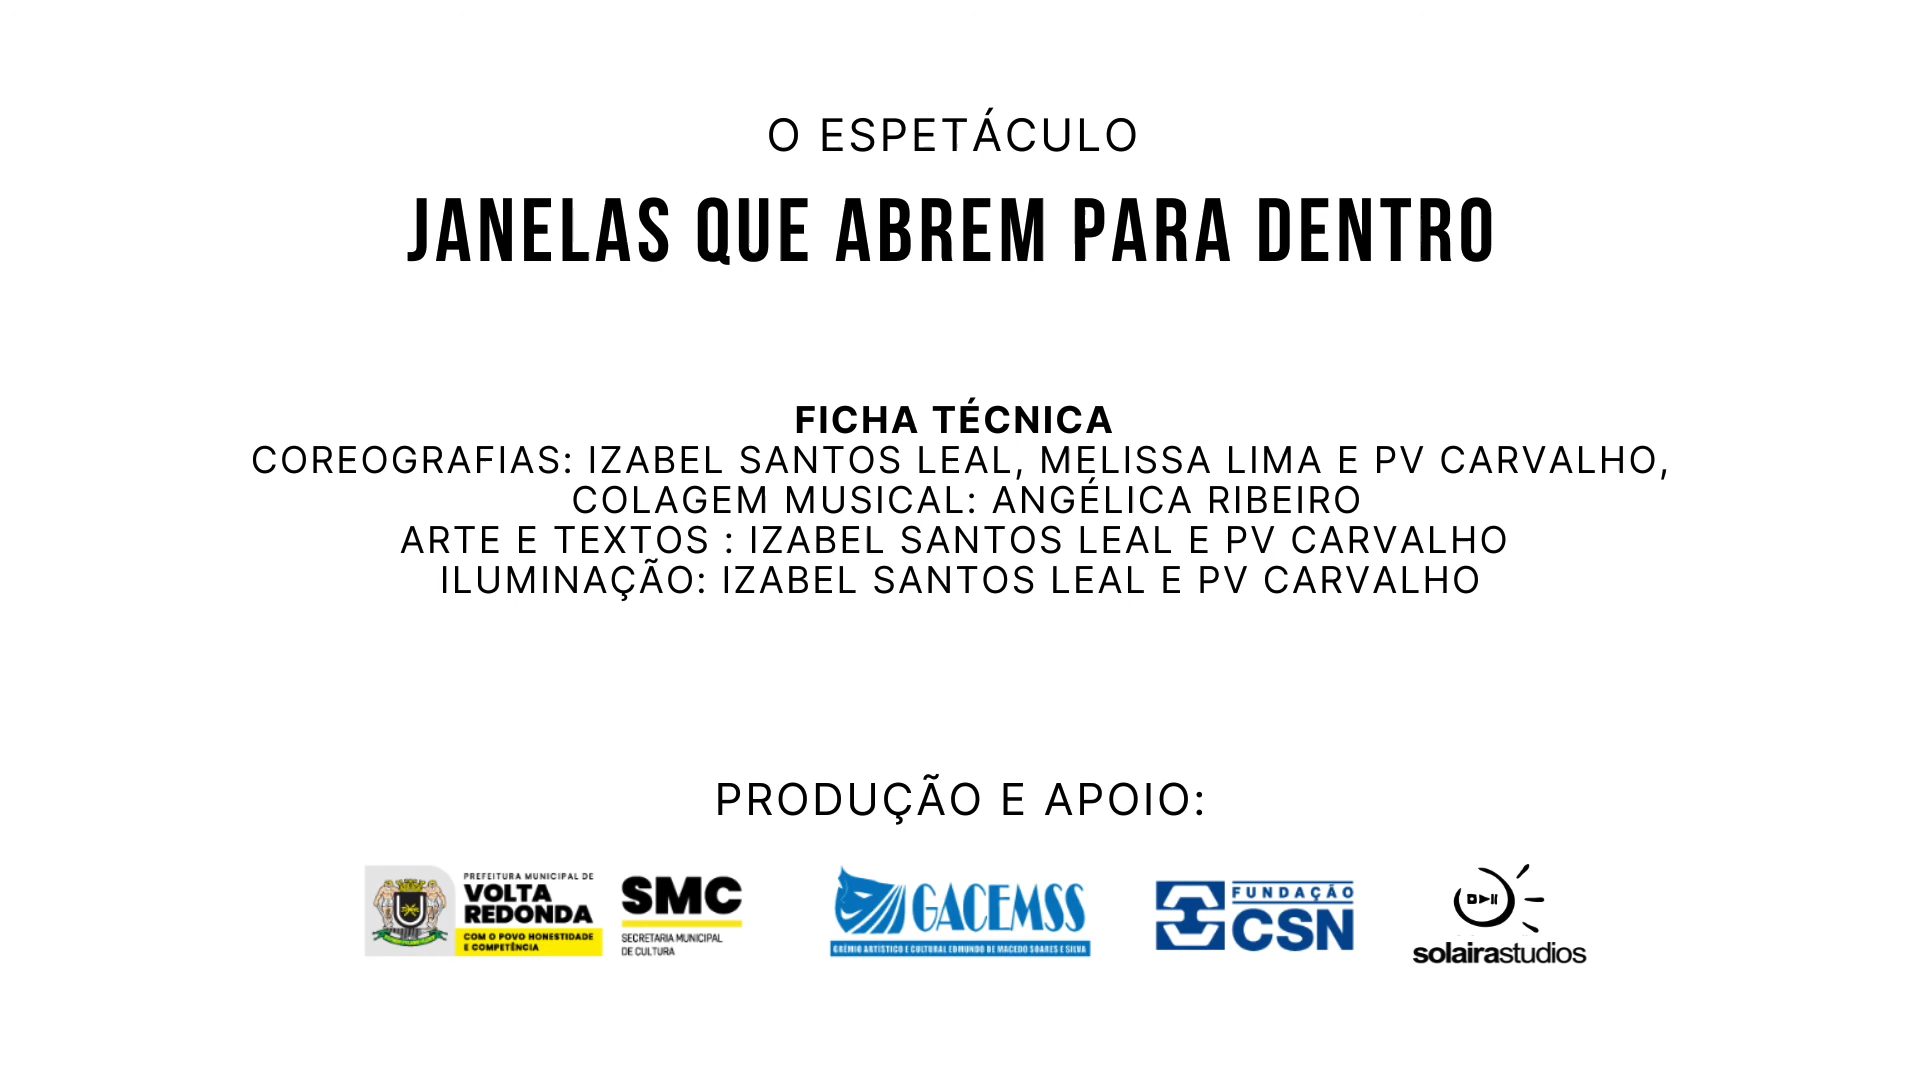 O ESPETÁCULO
JANELAS QUE ABREM PARA DENTRO
FICHA TÉCNICA
COREOGRAFIAS: IZABEL SANTOS LEAL, MELISSA LIMA E PV CARVALHO,
COLAGEM MUSICAL: ANGÉLICA RIBEIRO
ARTE E TEXTOS : IZABEL SANTOS LEAL E PV CARVALHO
ILUMINAÇÃO: IZABEL SANTOS LEAL E PV CARVALHO
PRODUÇÃO E APOIO:
PREFEITURA MUNICIPAL DE
VOLTA
REDONDA
COM O POVO HONESTIDADE
E COMPETÊNCIA
SMC
SECRETARIA MUNICIPAL
DE CULTURA
GACEMSS
GRÊMIO ARTÍSTICO E CULTURAL EDMUNDO DE MACEDO SOARES E SILVA
FUNDAÇÃO
CSN
solairastudios